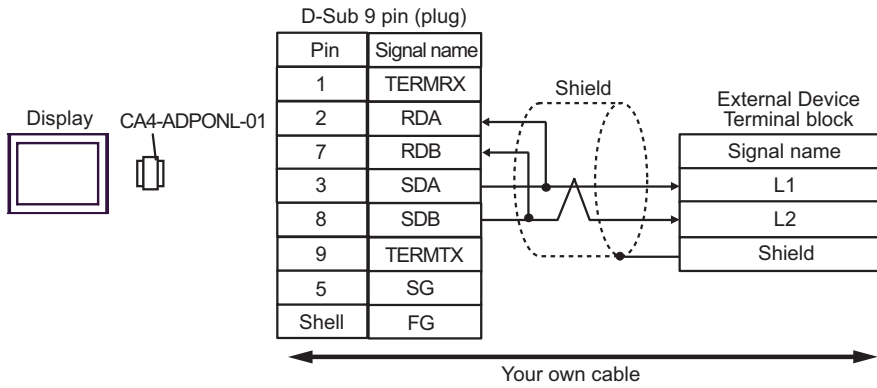 D-Sub 9 pin (plug)
Pin Signal name
1 TERMRX
2 RDA
7 RDB
3 SDA
8 SDB
9 TERMTX
5 SG
Shell FG
Display
CA4-ADPONL-01
Shield
External Device
Terminal block
Signal name
L1
L2
Shield
Your own cable